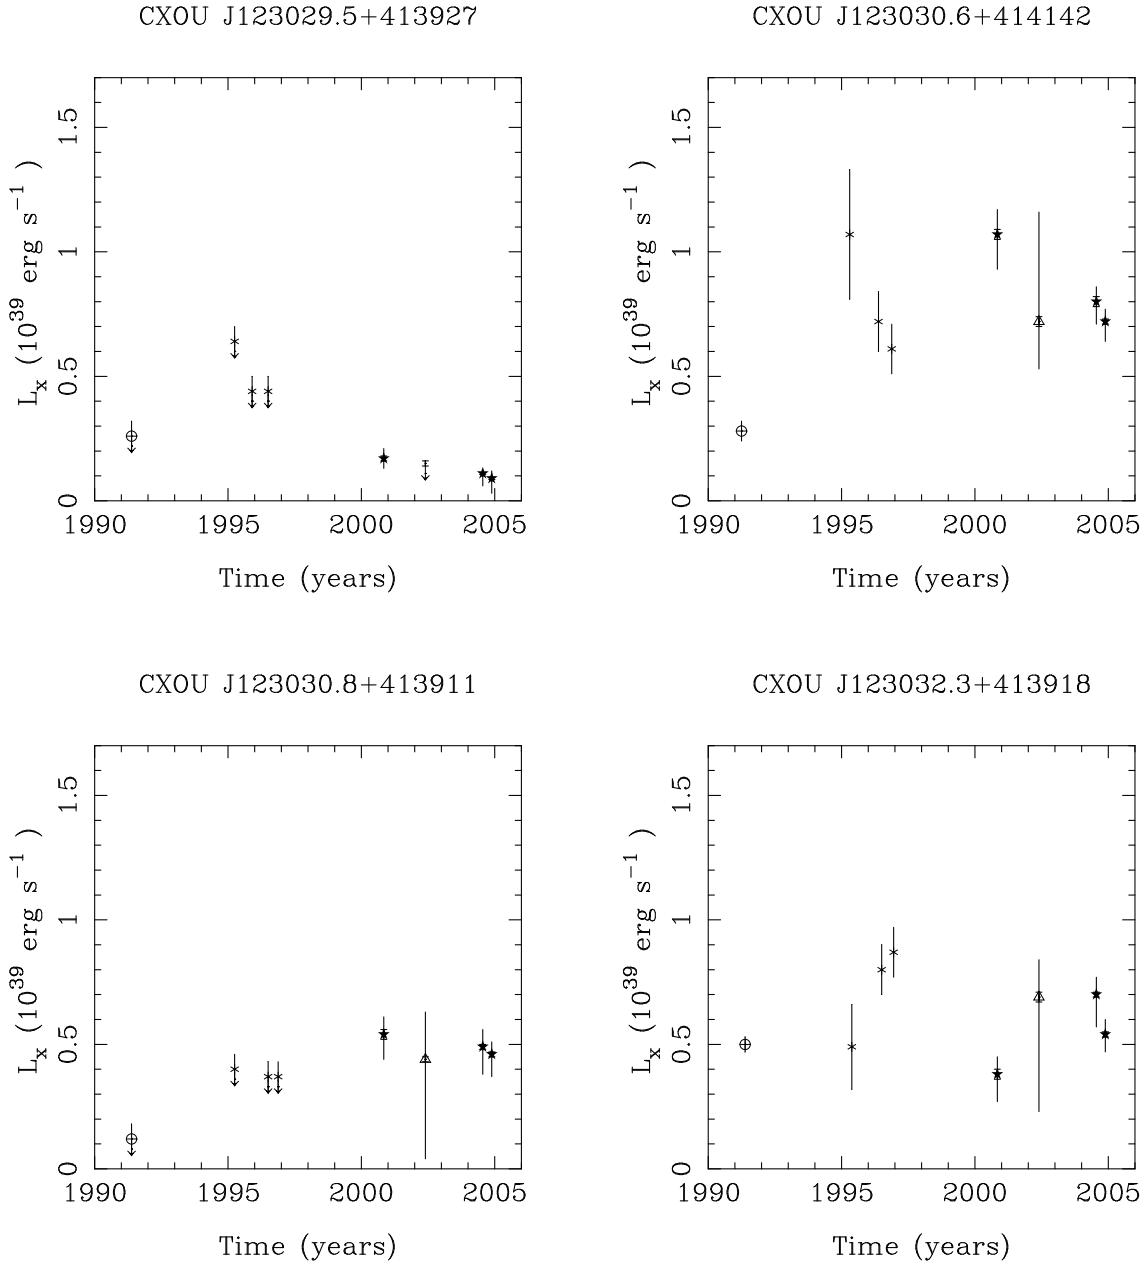 CXOU J123029.5+413927
CXOU J123030.6+414142
1.5
1
0.5
0
Lx (10^39 erg s^−1 )
1990 1995 2000 2005
Time (years)
1.5
1
0.5
0
Lx (10^39 erg s^−1 )
1990 1995 2000 2005
Time (years)
CXOU J123030.8+413911
CXOU J123032.3+413918
1.5
1
0.5
0
Lx (10^39 erg s^−1 )
1990 1995 2000 2005
Time (years)
1.5
1
0.5
0
Lx (10^39 erg s^−1 )
1990 1995 2000 2005
Time (years)